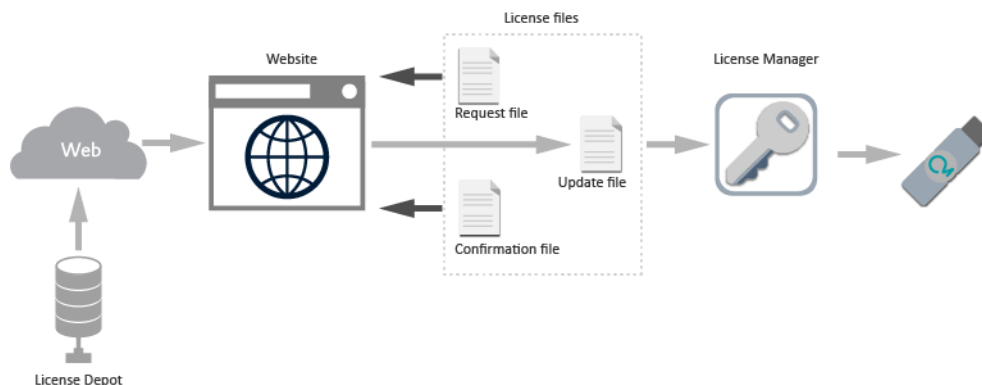 License files
Website
License Manager
Request file
Web
Update file
Confirmation file
License Depot